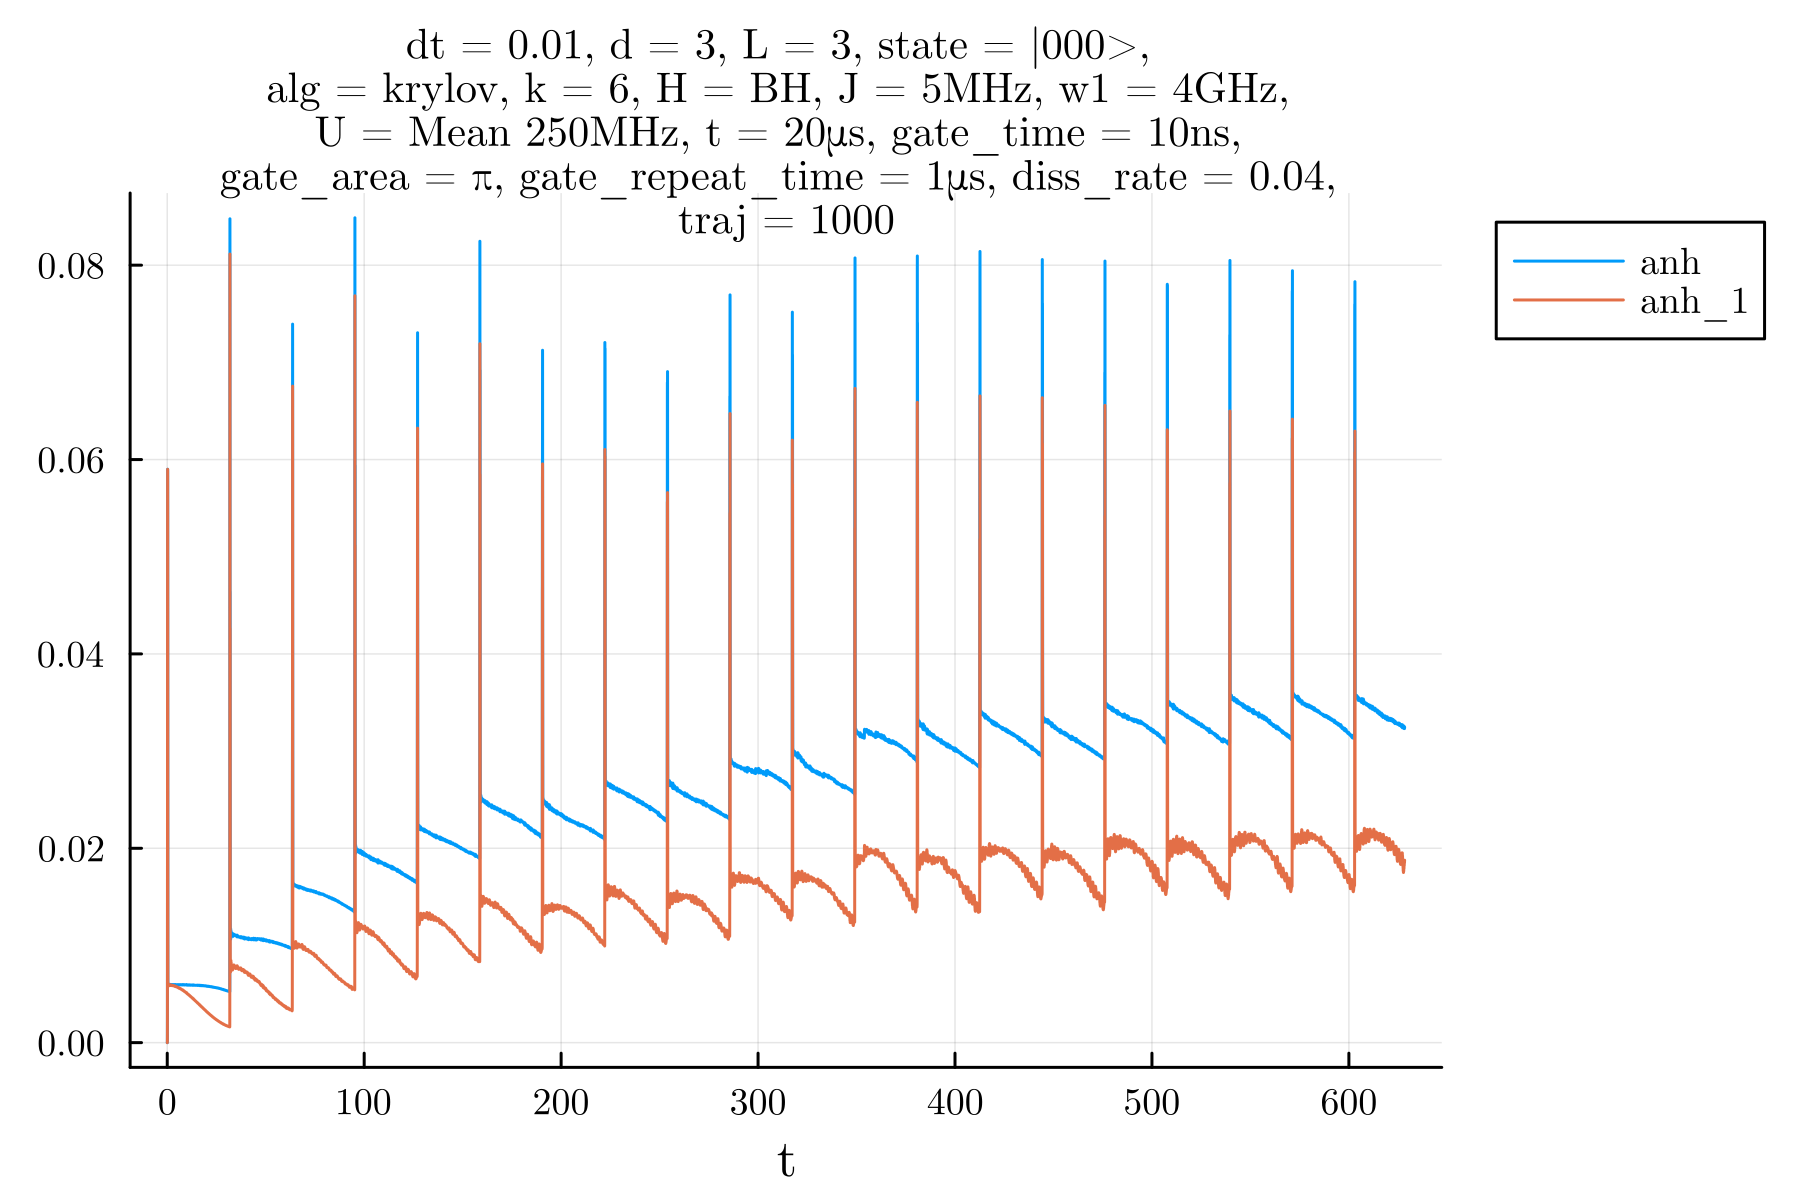 dt = 0.01, d = 3, L = 3, state = |000>,
alg = krylov, k = 6, H = BH, J = 5MHz, w1 = 4GHz,
U = Mean 250MHz, t = 20μs, gate_time = 10ns,
gate_area = π, gate_repeat_time = 1μs, diss_rate = 0.04,
traj = 1000
anh
anh_1
0.08
0.06
0.04
0.02
0.00
0 100 200 300 400 500 600
t